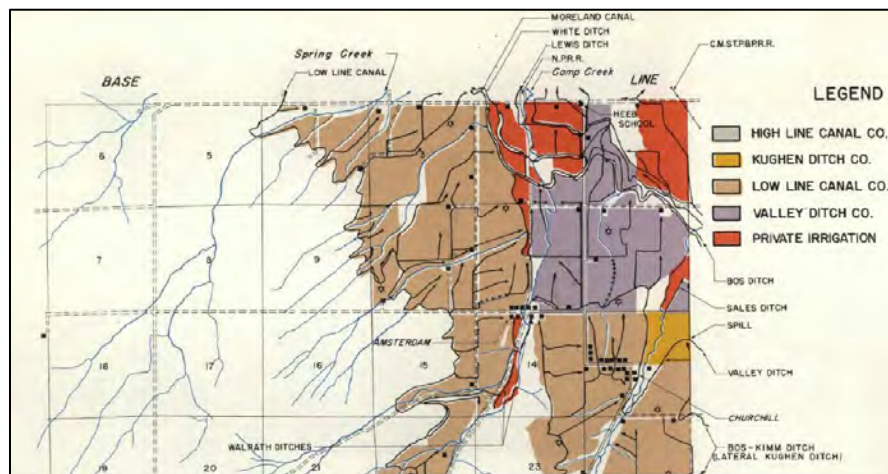 MORELAND CANAL
WHITE DITCH
LEWIS DITCH
N.P.R.R.
Camp Creek
C.M.ST.P.&P.R.R.
Spring Creek
LOW LINE CANAL
BASE
LINE
HEEB
SCHOOL
LEGEND
HIGH LINE CANAL CO.
KUGHEN DITCH CO.
LOW LINE CANAL CO.
VALLEY DITCH CO.
PRIVATE IRRIGATION
6
5
7
8
9
BOS DITCH
SALES DITCH
SPILL
AMSTERDAM
18
17
16
15
14
VALLEY DITCH
CHURCHILL
WALRATH DITCHES
BOS-KIMM DITCH
(LATERAL KUGHEN DITCH)
19
20
21
23